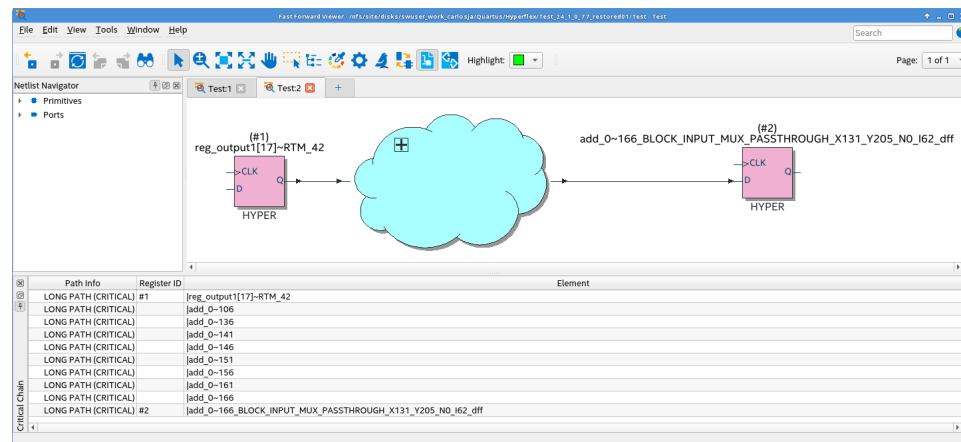 Fast Forward Viewer - /nfs/site/disks/swuser_work_carlosja/Quartus/Hyperflex/Test_24_1_0_77_restored01/Test - Test
File Edit View Tools Window Help
Search
Highlight:
Page: 1 of 1
Netlist Navigator
Primitives
Ports
Test:1
Test:2
+
(#1)
reg_output1[17]~RTM_42
>CLK
D
Q
HYPER
(#2)
add_0~166_BLOCK_INPUT_MUX_PASSTHROUGH_X131_Y205_N0_I62_dff
>CLK
D
Q
HYPER
Path Info Register ID Element
LONG PATH (CRITICAL) #1 |reg_output1[17]~RTM_42
LONG PATH (CRITICAL) |add_0~106
LONG PATH (CRITICAL) |add_0~136
LONG PATH (CRITICAL) |add_0~141
LONG PATH (CRITICAL) |add_0~146
LONG PATH (CRITICAL) |add_0~151
LONG PATH (CRITICAL) |add_0~156
LONG PATH (CRITICAL) |add_0~161
LONG PATH (CRITICAL) |add_0~166
LONG PATH (CRITICAL) #2 |add_0~166_BLOCK_INPUT_MUX_PASSTHROUGH_X131_Y205_N0_I62_dff
Critical Chain